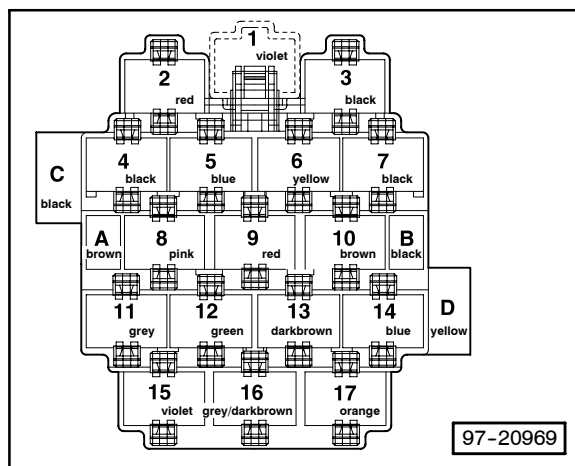 1
violet
2
red
3
black
C
black
4
black
5
blue
6
yellow
7
black
A
brown
8
pink
9
red
10
brown
B
black
11
grey
12
green
13
darkbrown
14
blue
D
yellow
15
violet
16
grey/darkbrown
17
orange
97-20969